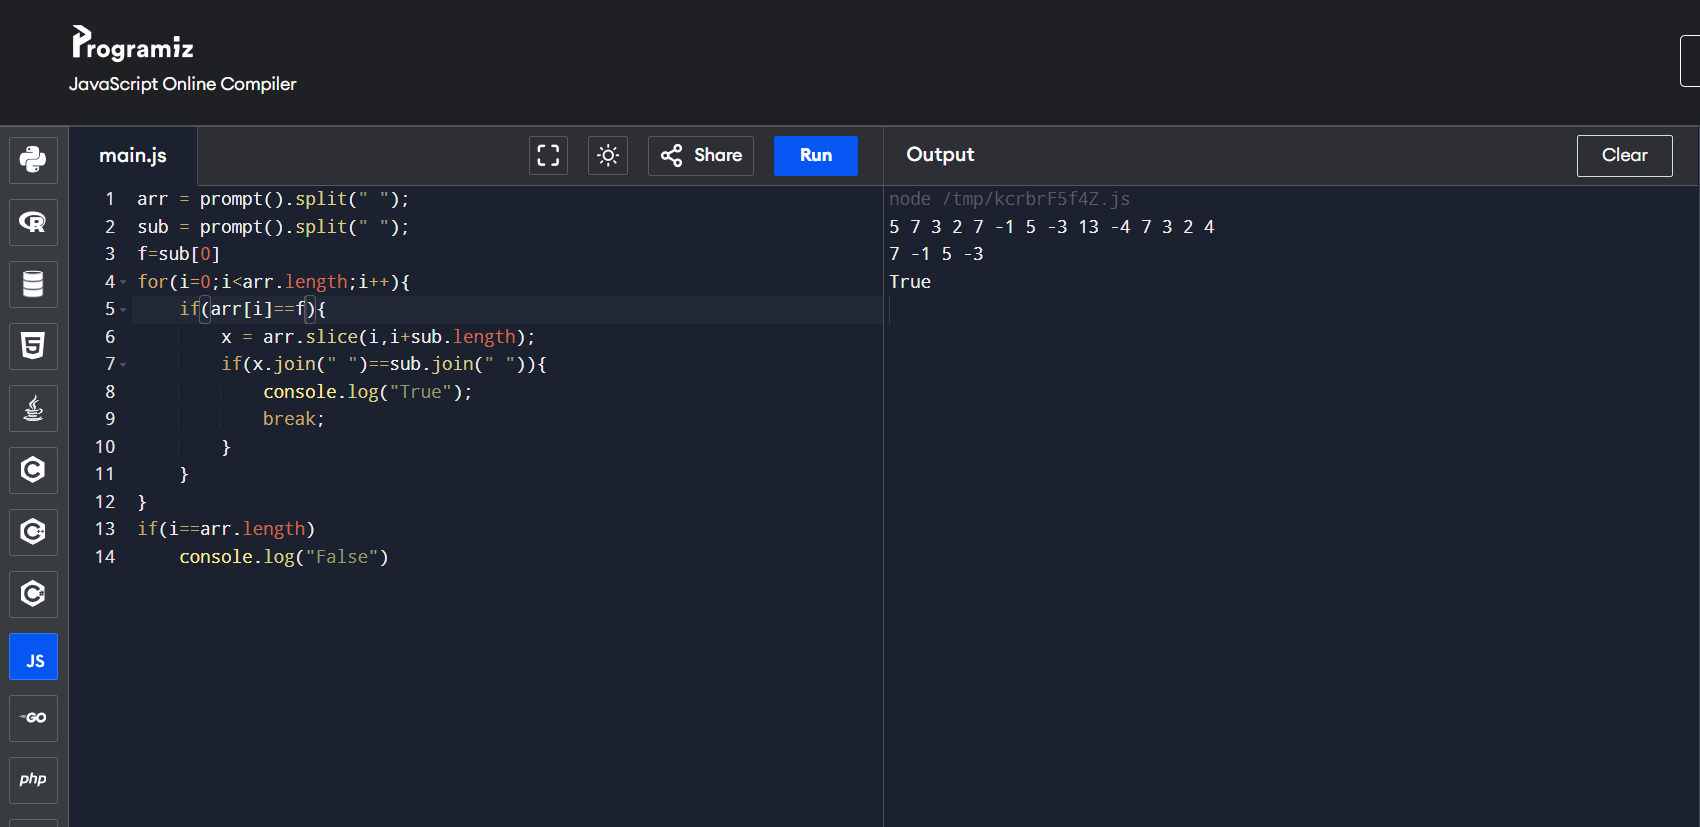 Programiz
JavaScript Online Compiler
main.js
Share
Run
Output
Clear
1 arr = prompt().split(" ");
2 sub = prompt().split(" ");
3 f=sub[0]
4 for(i=0;i<arr.length;i++){
5     if(arr[i]==f){
6         x = arr.slice(i,i+sub.length);
7         if(x.join(" ")==sub.join(" ")){
8             console.log("True");
9             break;
10         }
11     }
12 }
13 if(i==arr.length)
14     console.log("False")
node /tmp/kcrbrF5f4Z.js
5 7 3 2 7 -1 5 -3 13 -4 7 3 2 4
7 -1 5 -3
True
R
5
C
C+
C#
JS
GO
php